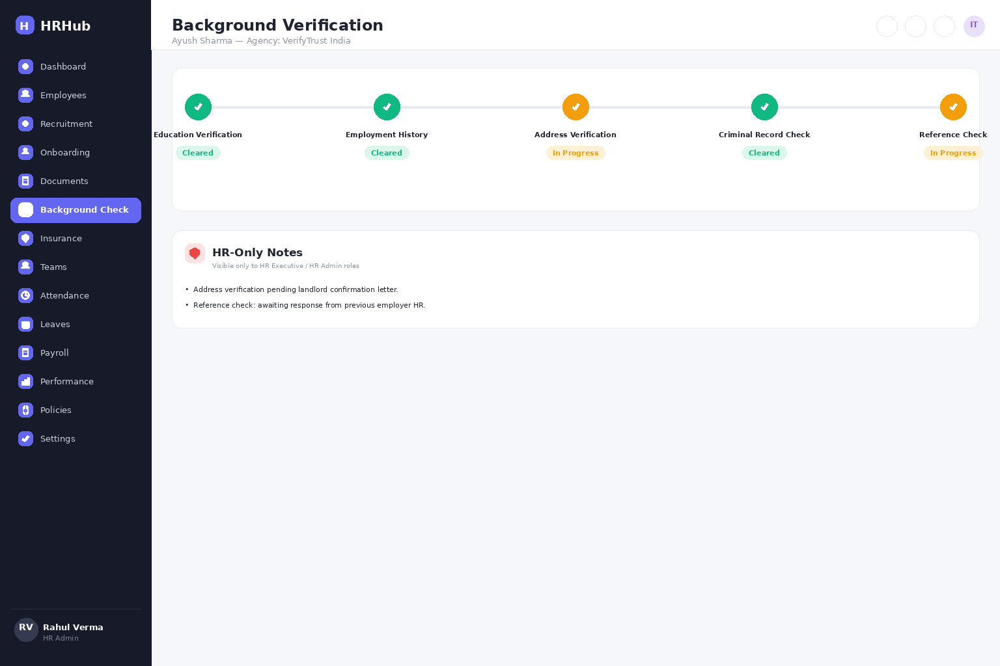 H HRHub
Dashboard
Employees
Recruitment
Onboarding
Documents
Background Check
Insurance
Teams
Attendance
Leaves
Payroll
Performance
Policies
Settings
RV
Rahul Verma
HR Admin
Background Verification
Ayush Sharma — Agency: VerifyTrust India
IT
Education Verification
Cleared
Employment History
Cleared
Address Verification
In Progress
Criminal Record Check
Cleared
Reference Check
In Progress
HR-Only Notes
Visible only to HR Executive / HR Admin roles
• Address verification pending landlord confirmation letter.
• Reference check: awaiting response from previous employer HR.